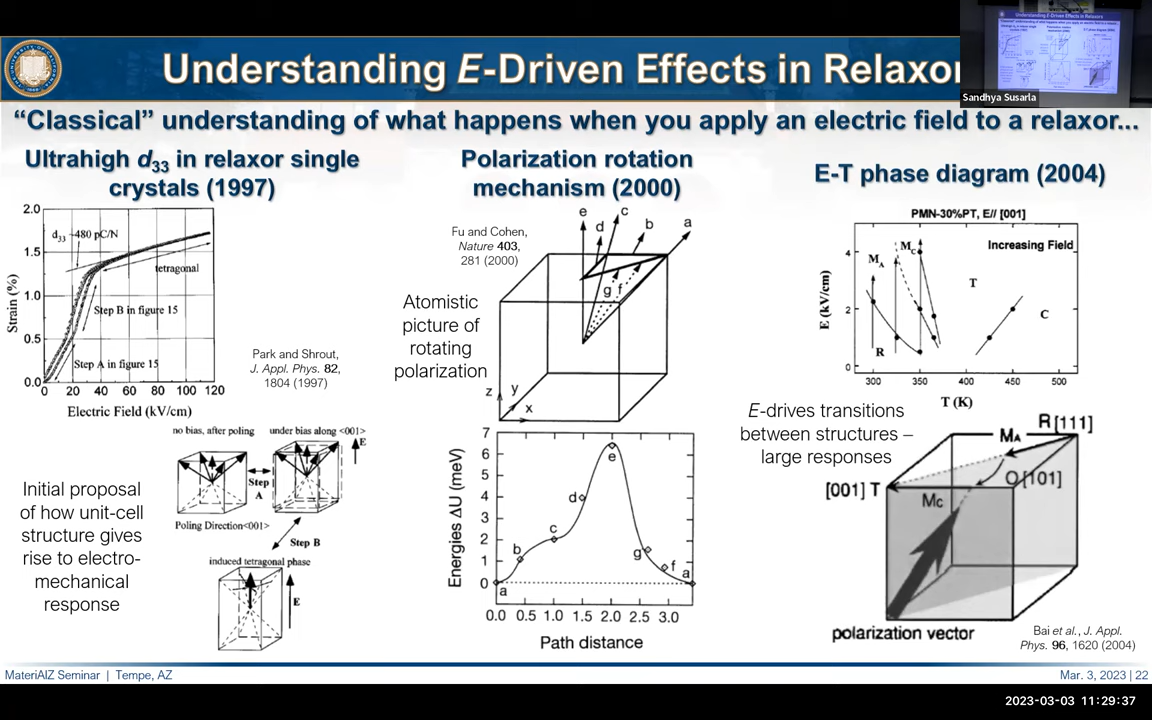 Understanding E-Driven Effects in Relaxor
Sandhya Susarla
“Classical” understanding of what happens when you apply an electric field to a relaxor...
Ultrahigh d33 in relaxor single
crystals (1997)
2.0
1.5
1.0
0.5
0.0
Strain (%)
d33 ~480 pC/N
tetragonal
Step B in figure 15
Step A in figure 15
0 20 40 60 80 100 120
Electric Field (kV/cm)
Park and Shrout,
J. Appl. Phys. 82,
1804 (1997)
no bias, after poling
under bias along <001>
E
Step
A
Poling Direction<001>
Step B
induced tetragonal phase
E
Initial proposal
of how unit-cell
structure gives
rise to electro-
mechanical
response
Polarization rotation
mechanism (2000)
Fu and Cohen,
Nature 403,
281 (2000)
Atomistic
picture of
rotating
polarization
e
d
c
b
a
g
f
z
y
x
7
6
5
4
3
2
1
0
Energies ΔU (meV)
a
b
c
d
e
g
f
a
0.0 0.5 1.0 1.5 2.0 2.5 3.0
Path distance
E-T phase diagram (2004)
PMN-30%PT, E// [001]
Increasing Field
4
2
0
E (kV/cm)
MA
MC
T
C
R
300 350 400 450 500
T (K)
E-drives transitions
between structures –
large responses
R [111]
MA
O [101]
[001] T
MC
polarization vector
Bai et al., J. Appl.
Phys. 96, 1620 (2004)
MateriAlZ Seminar | Tempe, AZ
Mar. 3, 2023 | 22
2023-03-03 11:29:37